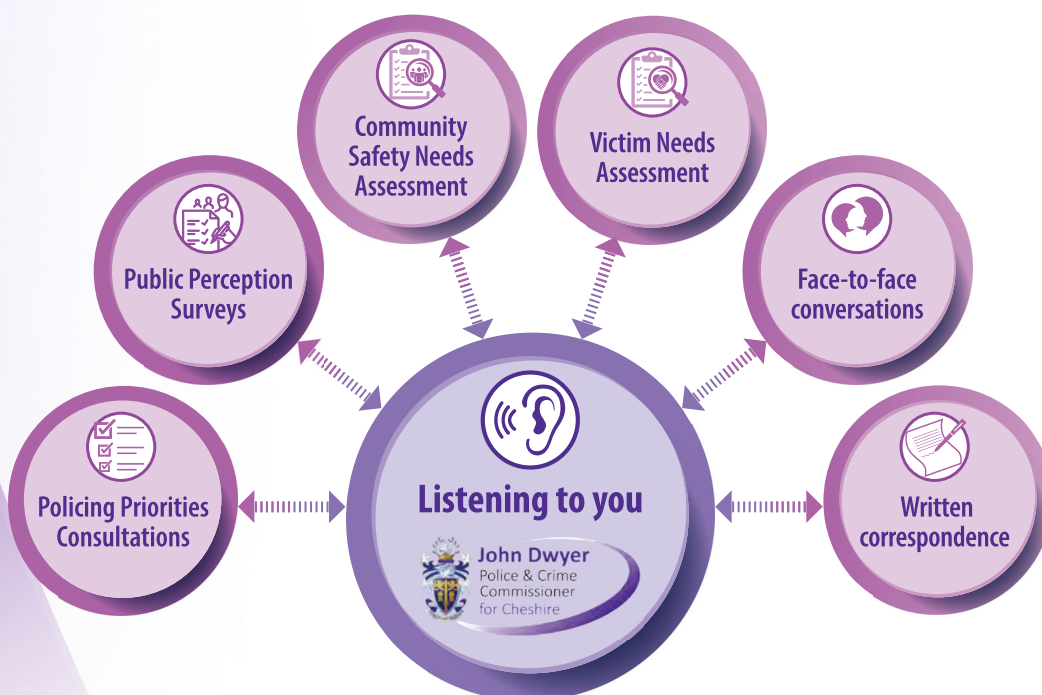 Community
Safety Needs
Assessment
Victim Needs
Assessment
Public Perception
Surveys
Face-to-face
conversations
Policing Priorities
Consultations
Listening to you
John Dwyer
Police & Crime
Commissioner
for Cheshire
Written
correspondence